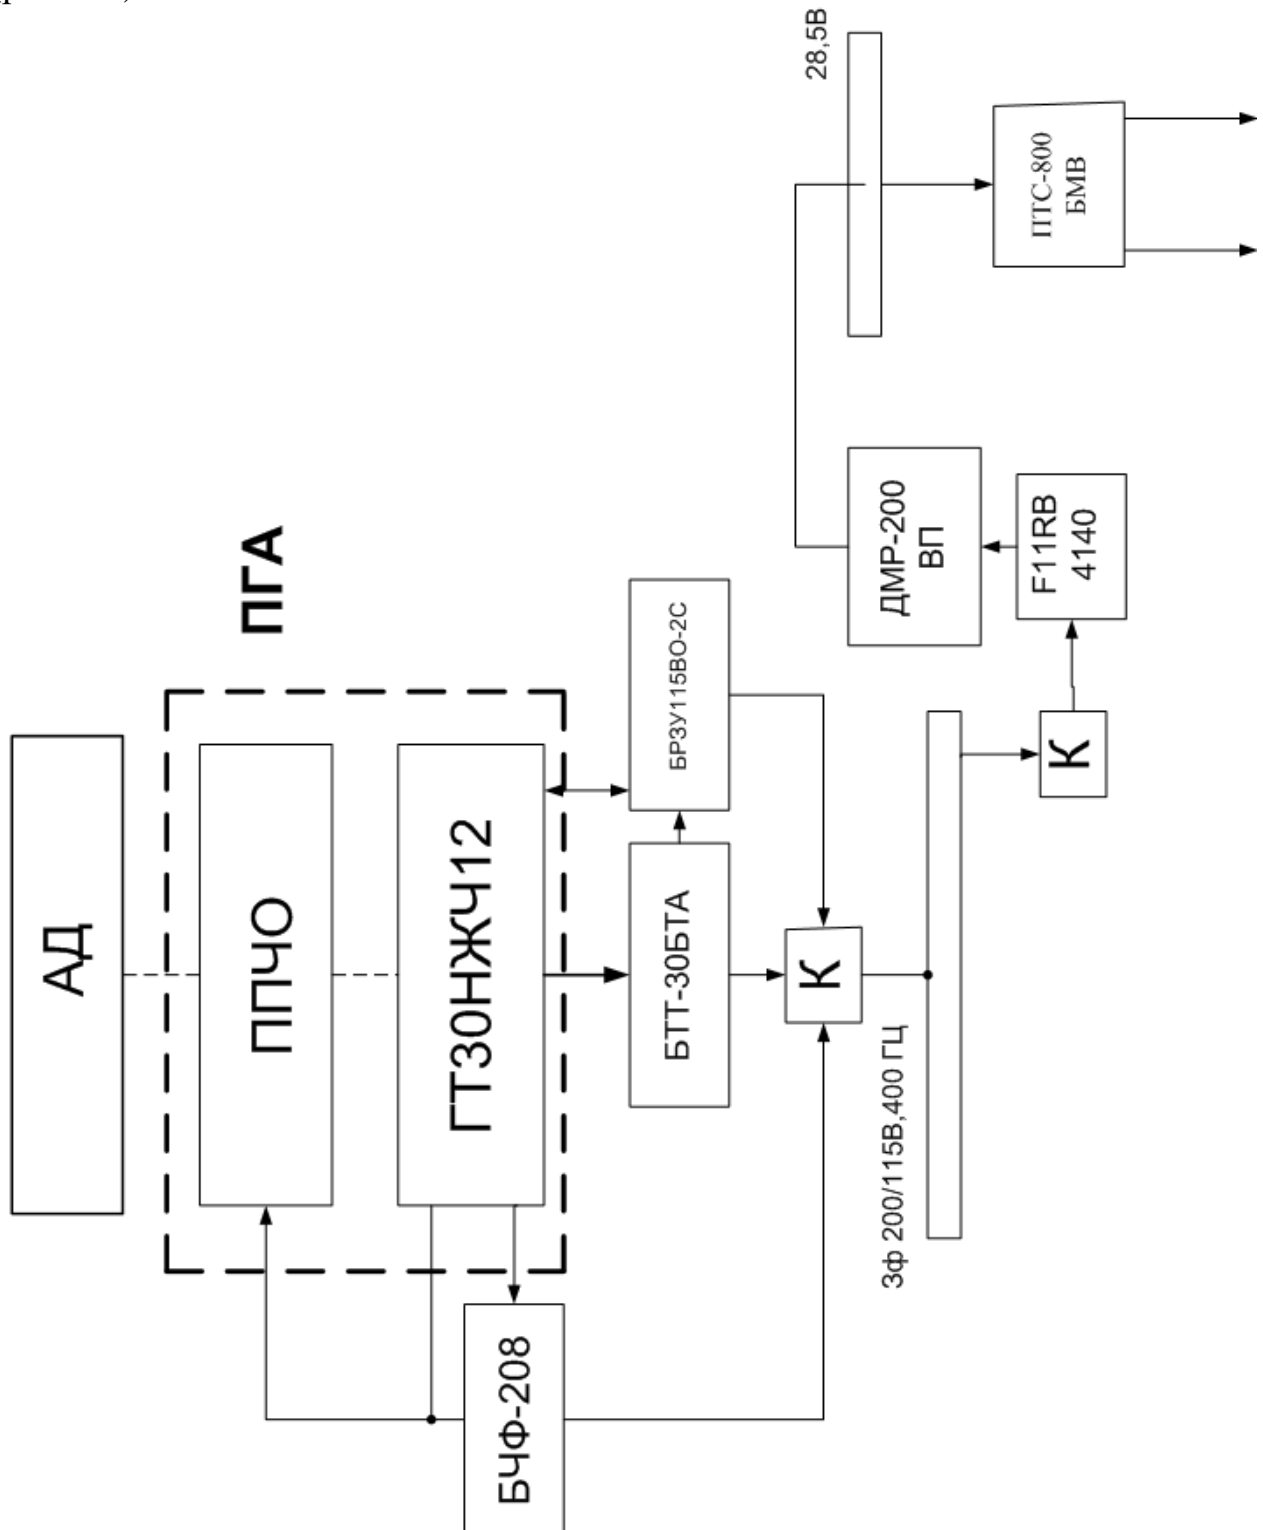 АД
ПГА
ППЧО
ГТ30НЖЧ12
БЧФ-208
БТТ-30БТА
БРЗУ115ВО-2С
К
3ф 200/115В,400 ГЦ
К
F11RB
4140
ДМР-200
ВП
28,5В
ПТС-800
БМВ